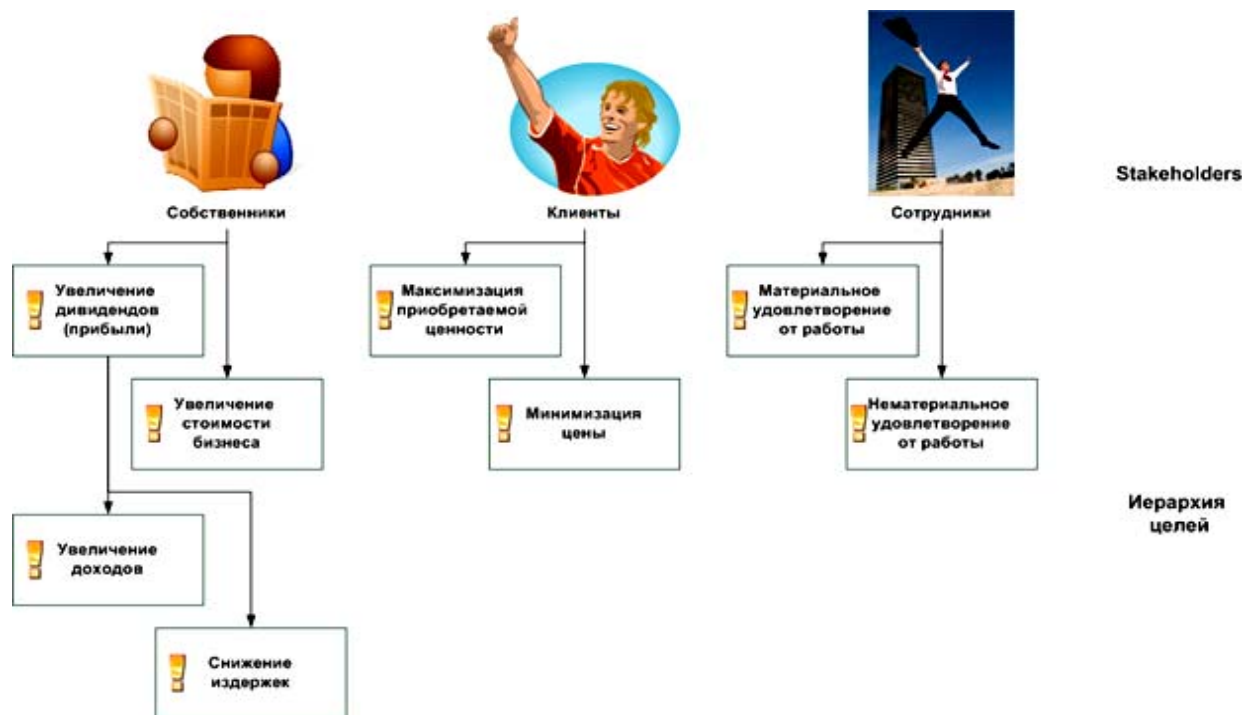 Stakeholders
Собственники
Клиенты
Сотрудники
Увеличение
дивидендов
(прибыли)
Максимизация
приобретаемой
ценности
Материальное
удовлетворение
от работы
Увеличение
стоимости
бизнеса
Минимизация
цены
Нематериальное
удовлетворение
от работы
Иерархия
целей
Увеличение
доходов
Снижение
издержек